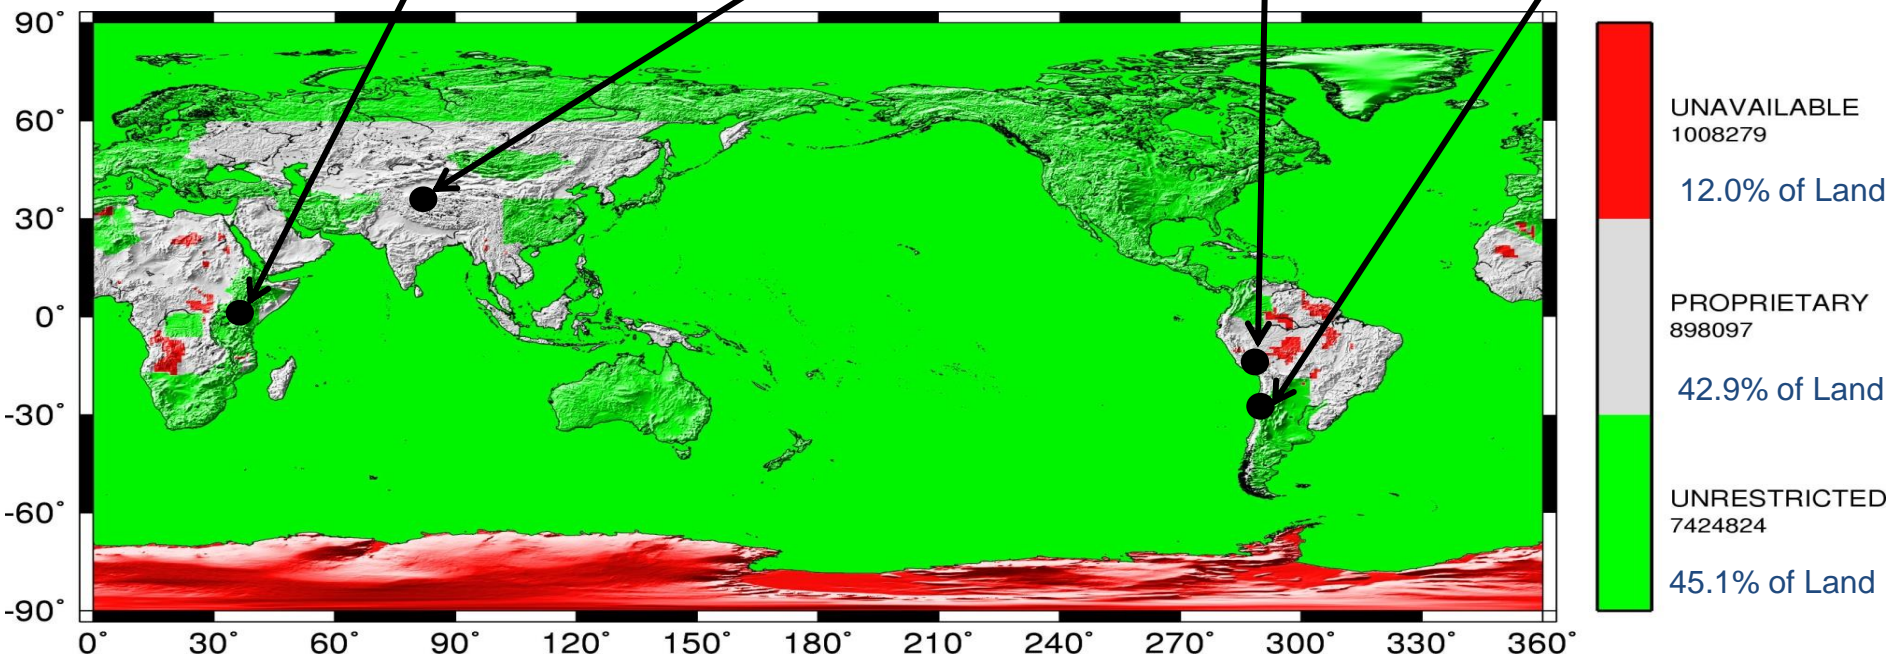 90°
60°
30°
0°
-30°
-60°
-90°
0° 30° 60° 90° 120° 150° 180° 210° 240° 270° 300° 330° 360°
UNAVAILABLE
1008279
12.0% of Land
PROPRIETARY
898097
42.9% of Land
UNRESTRICTED
7424824
45.1% of Land